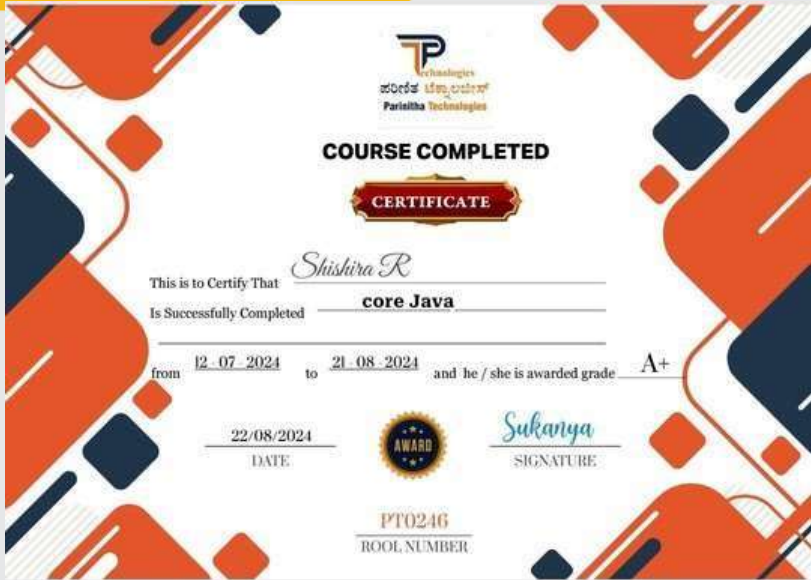 TP
echnologies
ಪರಿಣಿತ ಟೆಕ್ನಾಲಜೀಸ್
Parinitha Technologies
COURSE COMPLETED
CERTIFICATE
This is to Certify That Shishira R
Is Successfully Completed core Java
from 12-07-2024 to 21-08-2024 and he / she is awarded grade A+
22/08/2024
DATE
AWARD
Sukanya
SIGNATURE
PT0246
ROOL NUMBER